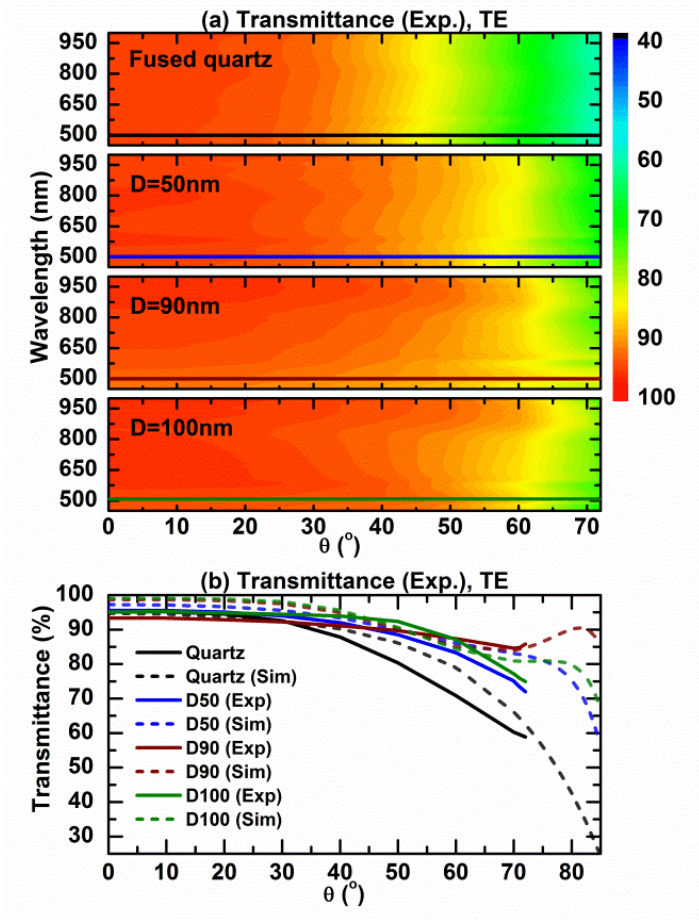 (a) Transmittance (Exp.), TE
Fused quartz
950
800
650
500
D=50nm
950
800
650
500
D=90nm
950
800
650
500
D=100nm
950
800
650
500
Wavelength (nm)
0 10 20 30 40 50 60 70
θ (°)
40
50
60
70
80
90
100
(b) Transmittance (Exp.), TE
100
90
80
70
60
50
40
30
Transmittance (%)
Quartz
Quartz (Sim)
D50 (Exp)
D50 (Sim)
D90 (Exp)
D90 (Sim)
D100 (Exp)
D100 (Sim)
0 10 20 30 40 50 60 70 80
θ (°)